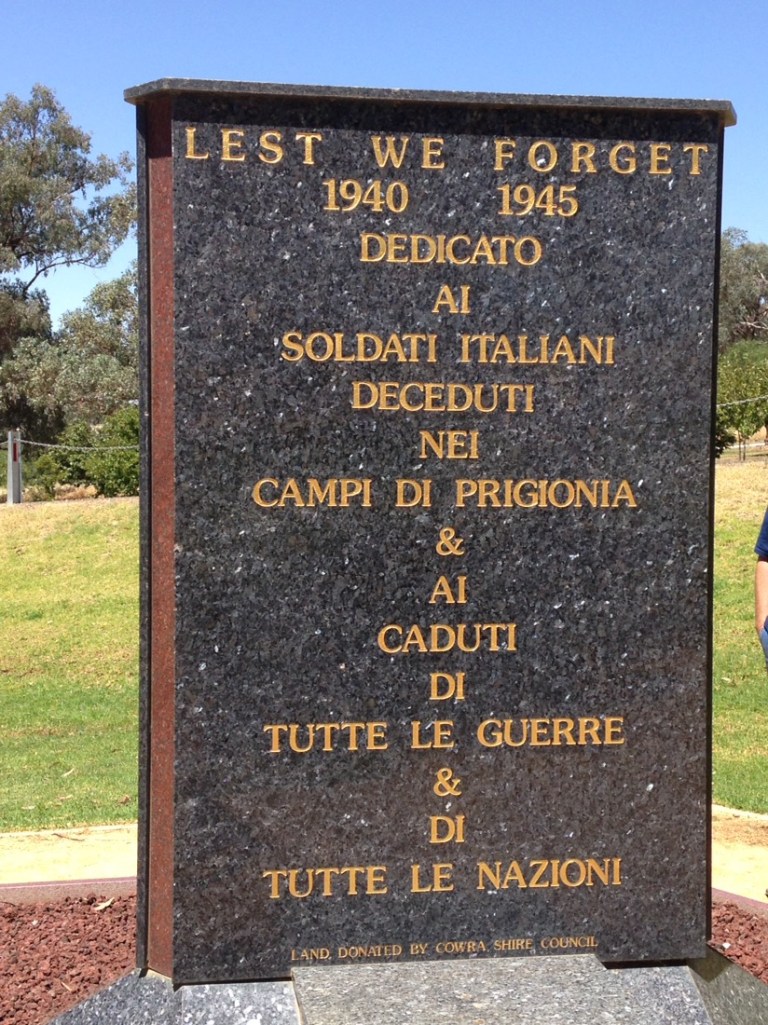 LEST WE FORGET
1940 1945
DEDICATO
AI
SOLDATI ITALIANI
DECEDUTI
NEI
CAMPI DI PRIGIONIA
&
AI
CADUTI
DI
TUTTE LE GUERRE
&
DI
TUTTE LE NAZIONI
LAND DONATED BY COWRA SHIRE COUNCIL